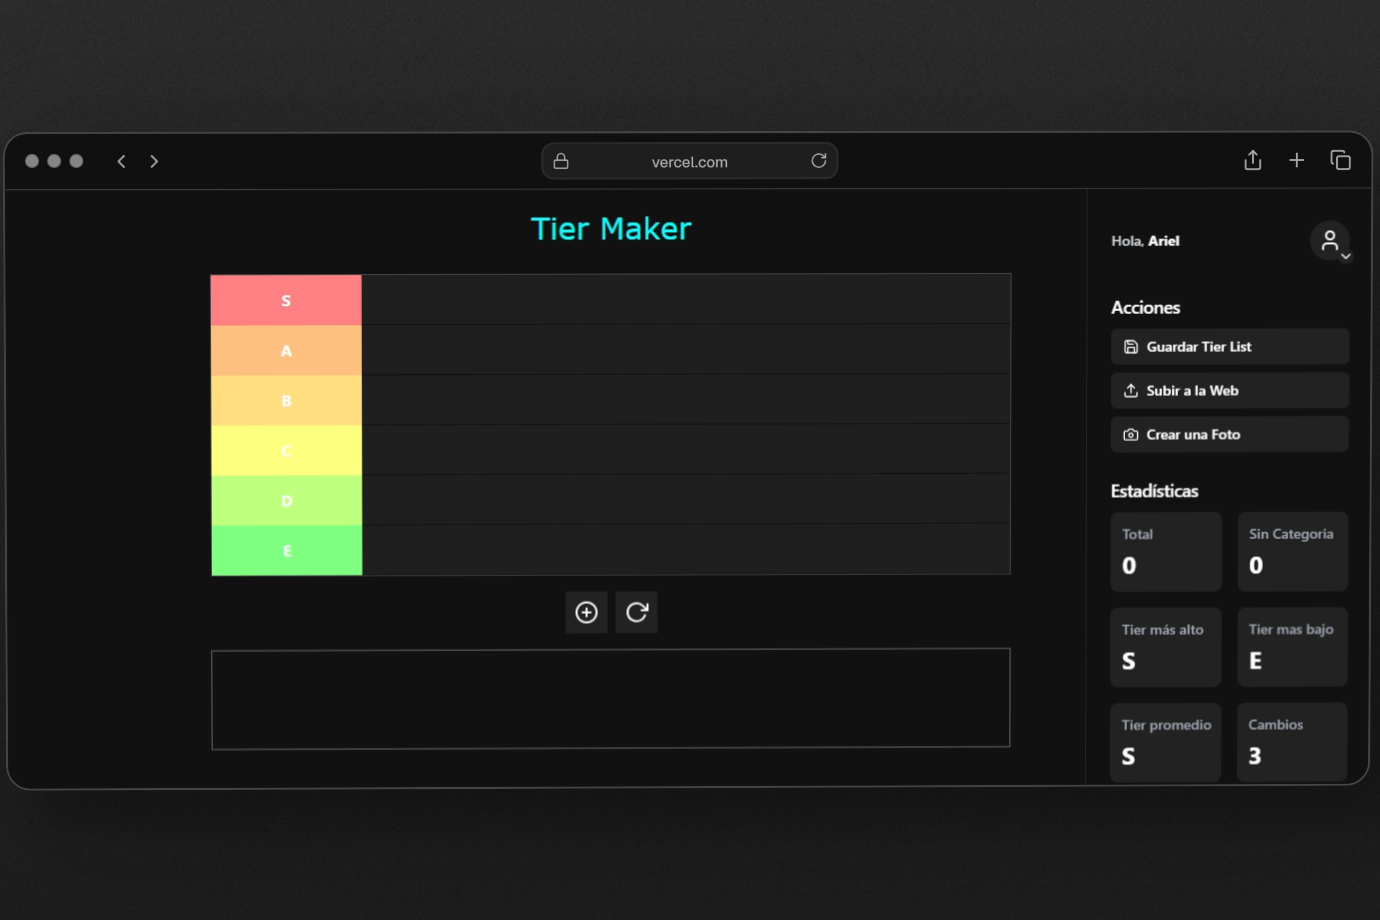 vercel.com
Tier Maker
S
A
B
C
D
E
Hola, Ariel
Acciones
Guardar Tier List
Subir a la Web
Crear una Foto
Estadísticas
Total
0
Sin Categoria
0
Tier más alto
S
Tier mas bajo
E
Tier promedio
S
Cambios
3